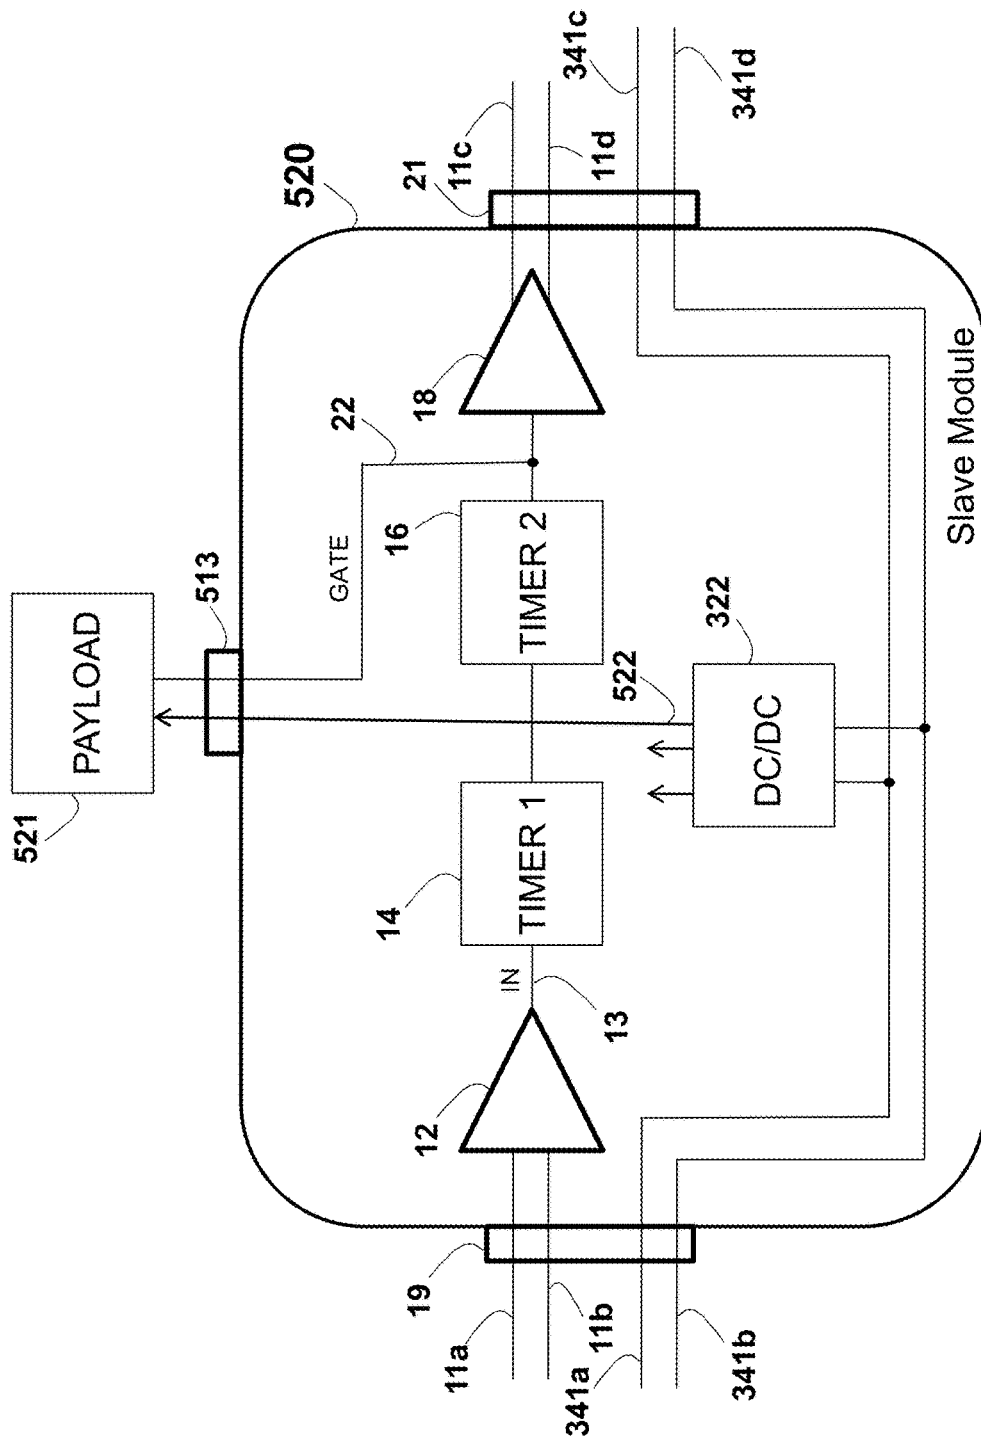 521
PAYLOAD
513
520
GATE
22
21
11c
341c
11d
341d
18
16
TIMER 2
14
TIMER 1
IN
13
12
19
11a
11b
341a
341b
522
322
DC/DC
Slave Module